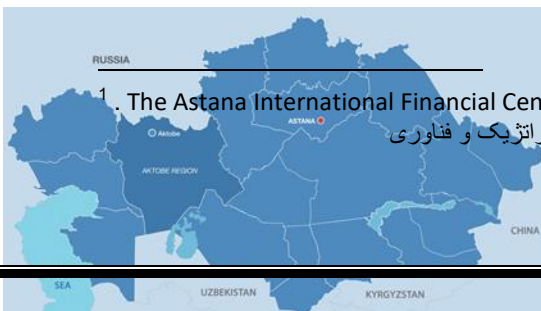 RUSSIA
1 . The Astana International Financial Cen
راتژیک و فناوری
ASTANA
Aktobe
AKTOBE REGION
CHINA
SEA
UZBEKISTAN
KYRGYZSTAN